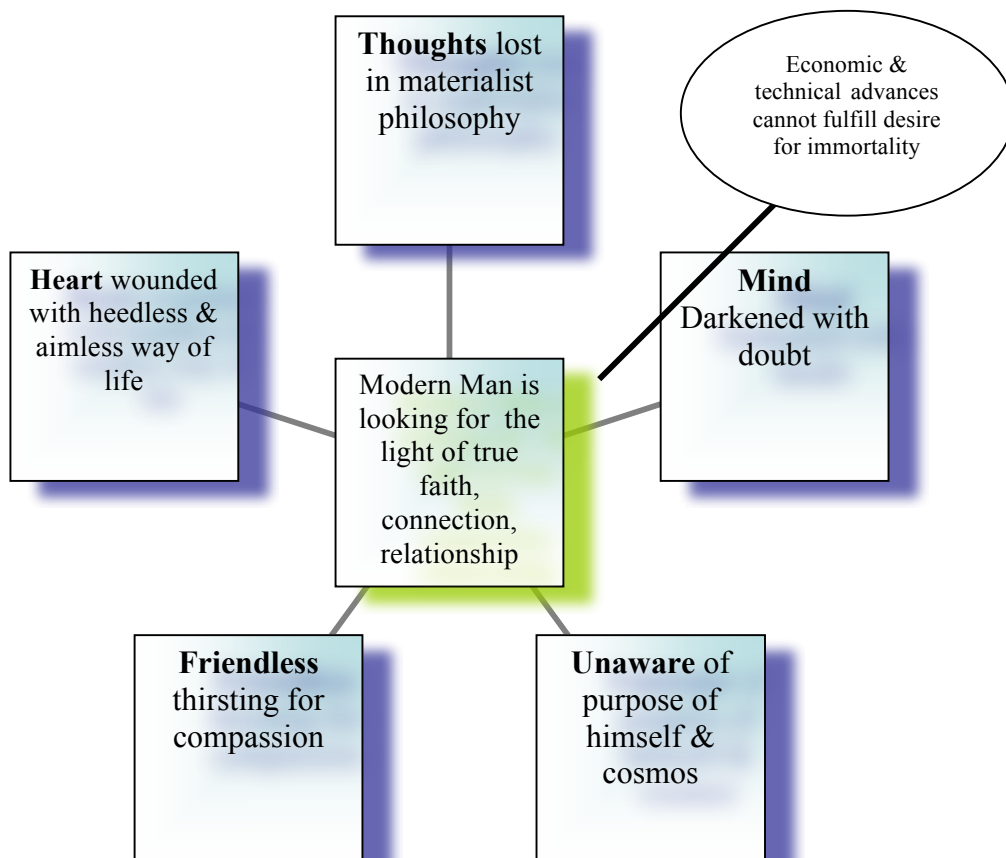 Thoughts lost
in materialist
philosophy
Economic &
technical advances
cannot fulfill desire
for immortality
Heart wounded
with heedless &
aimless way of
life
Mind
Darkened with
doubt
Modern Man is
looking for the
light of true
faith,
connection,
relationship
Friendless
thirsting for
compassion
Unaware of
purpose of
himself &
cosmos